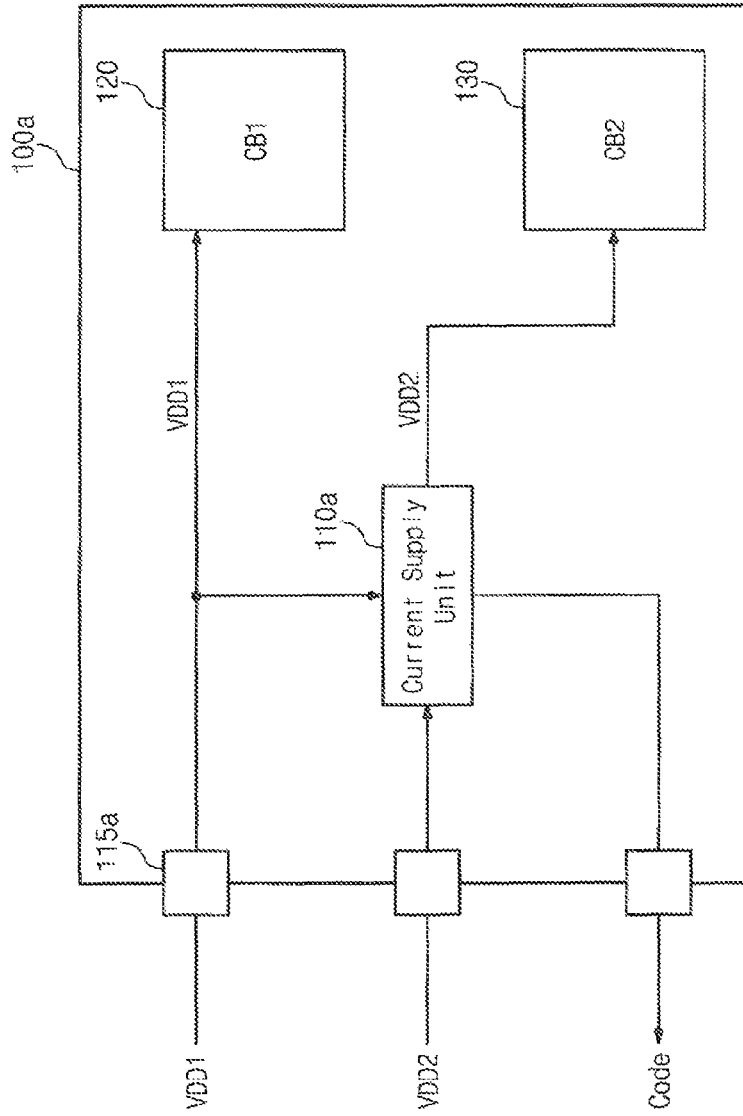 100a
115a
120
CB1
VDD1
VDD1
110a
Current Supply
Unit
VDD2
VDD2
130
CB2
Code